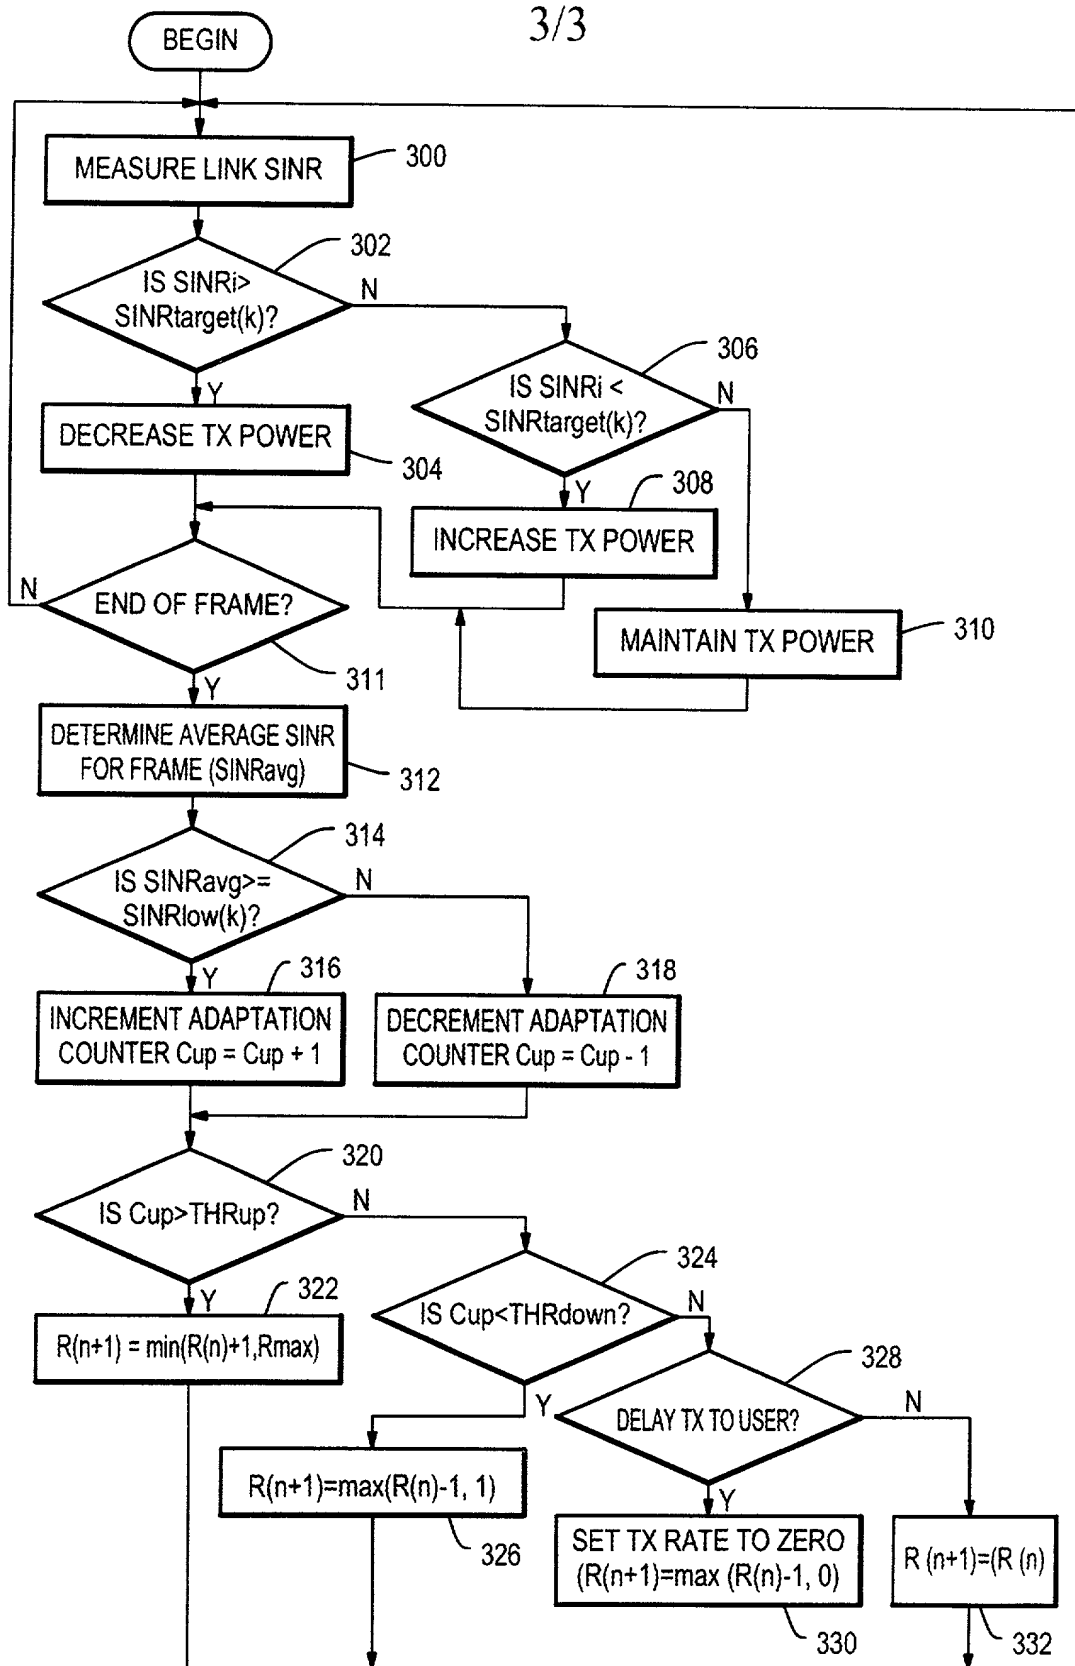 3/3
BEGIN
MEASURE LINK SINR
300
302
IS SINRi>
SINRtarget(k)?
N
Y
306
IS SINRi <
SINRtarget(k)?
N
Y
DECREASE TX POWER
304
308
INCREASE TX POWER
N
END OF FRAME?
311
Y
MAINTAIN TX POWER
310
DETERMINE AVERAGE SINR
FOR FRAME (SINRavg)
312
314
IS SINRavg>=
SINRlow(k)?
N
Y
316
INCREMENT ADAPTATION
COUNTER Cup = Cup + 1
318
DECREMENT ADAPTATION
COUNTER Cup = Cup - 1
320
IS Cup>THRup?
N
Y
322
R(n+1) = min(R(n)+1,Rmax)
324
IS Cup<THRdown?
N
Y
328
DELAY TX TO USER?
N
Y
R(n+1)=max(R(n)-1, 1)
326
SET TX RATE TO ZERO
(R(n+1)=max (R(n)-1, 0)
330
R (n+1)=(R (n)
332